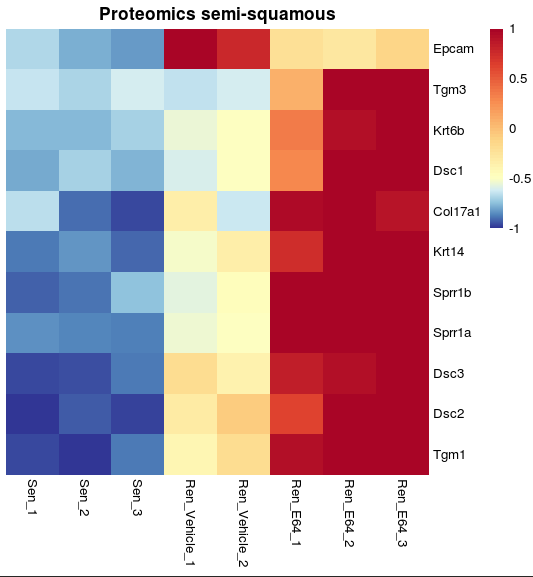 Proteomics semi-squamous
Epcam
Tgm3
Krt6b
Dsc1
Col17a1
Krt14
Sprr1b
Sprr1a
Dsc3
Dsc2
Tgm1
1
0.5
0
-0.5
-1
Sen_1
Sen_2
Sen_3
Ren_Vehicle_1
Ren_Vehicle_2
Ren_E64_1
Ren_E64_2
Ren_E64_3